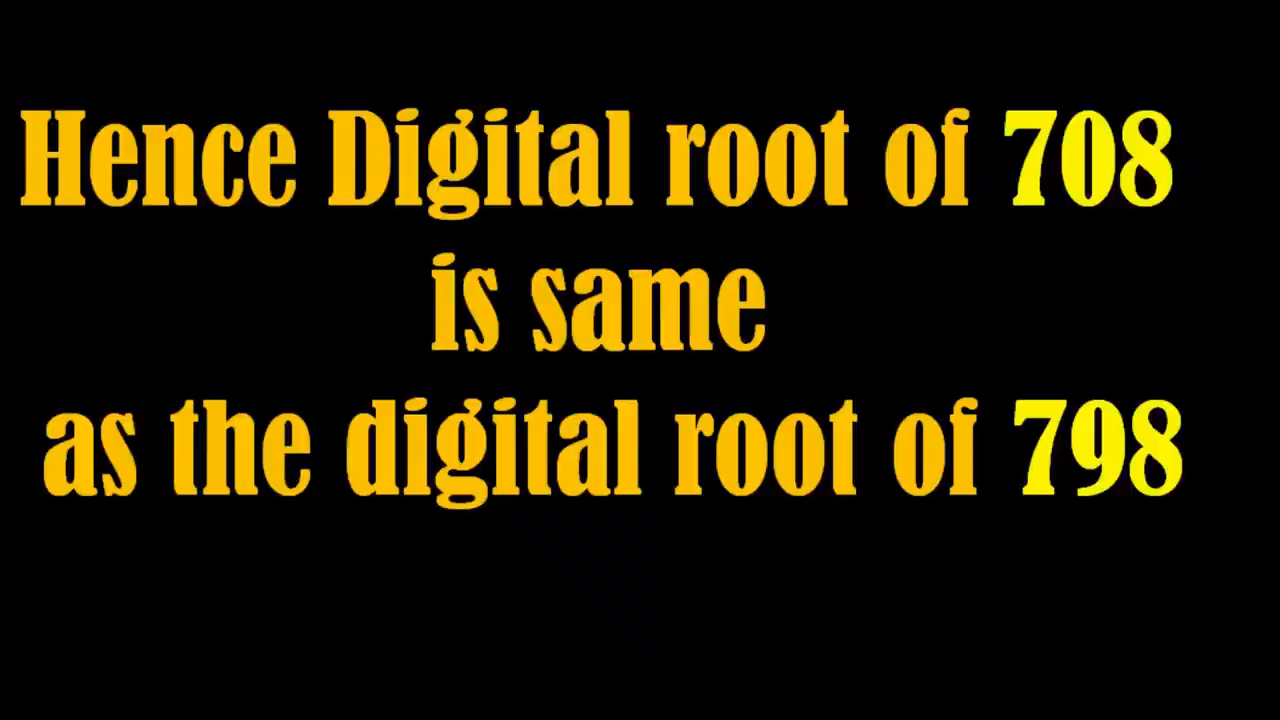 Hence Digital root of 708
is same
as the digital root of 798